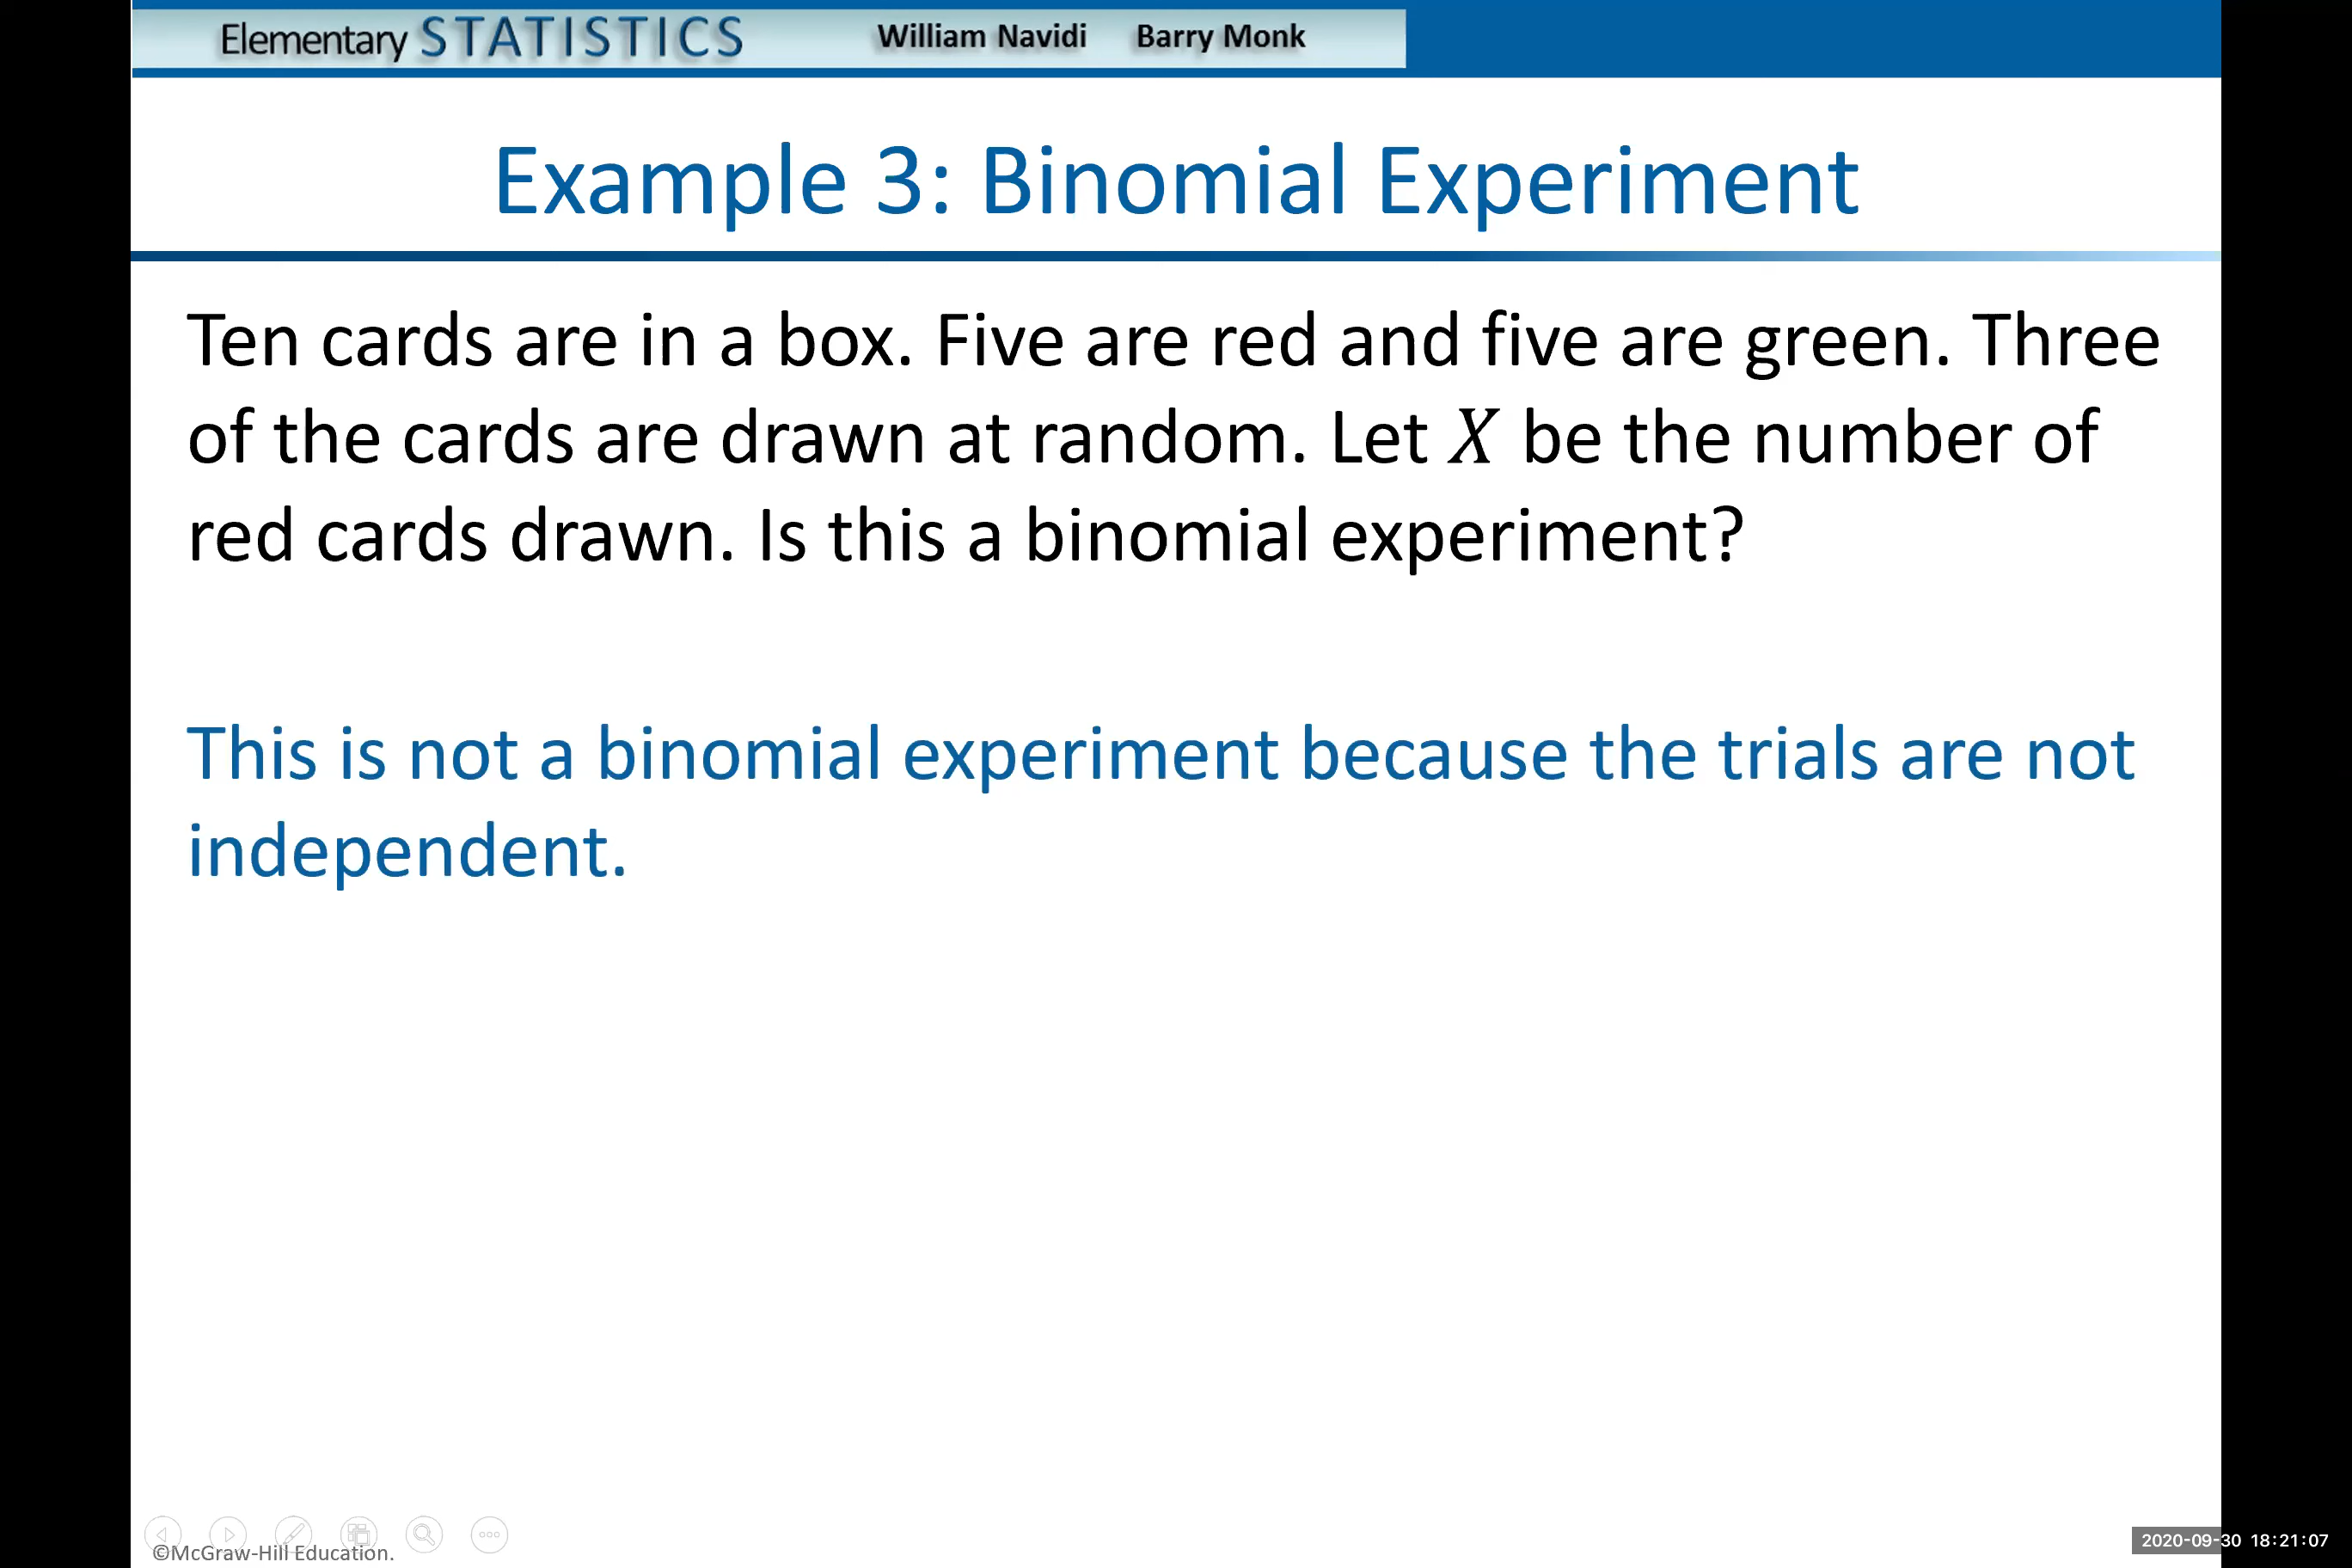 Elementary STATISTICS William Navidi Barry Monk
Example 3: Binomial Experiment
Ten cards are in a box. Five are red and five are green. Three
of the cards are drawn at random. Let X be the number of
red cards drawn. Is this a binomial experiment?
This is not a binomial experiment because the trials are not
independent.
©McGraw-Hill Education.
2020-09-30 18:21:07